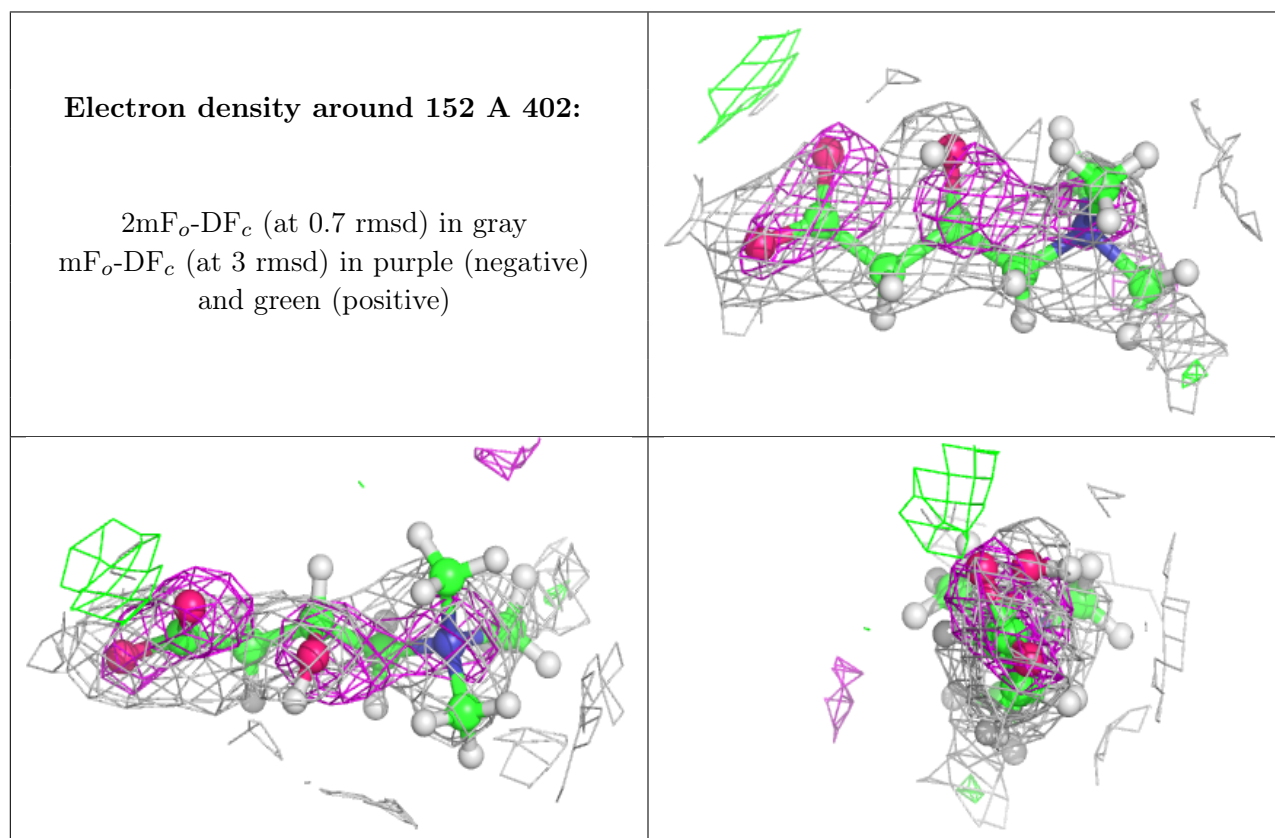 Electron density around 152 A 402:
2mFo-DFc (at 0.7 rmsd) in gray
mFo-DFc (at 3 rmsd) in purple (negative)
and green (positive)